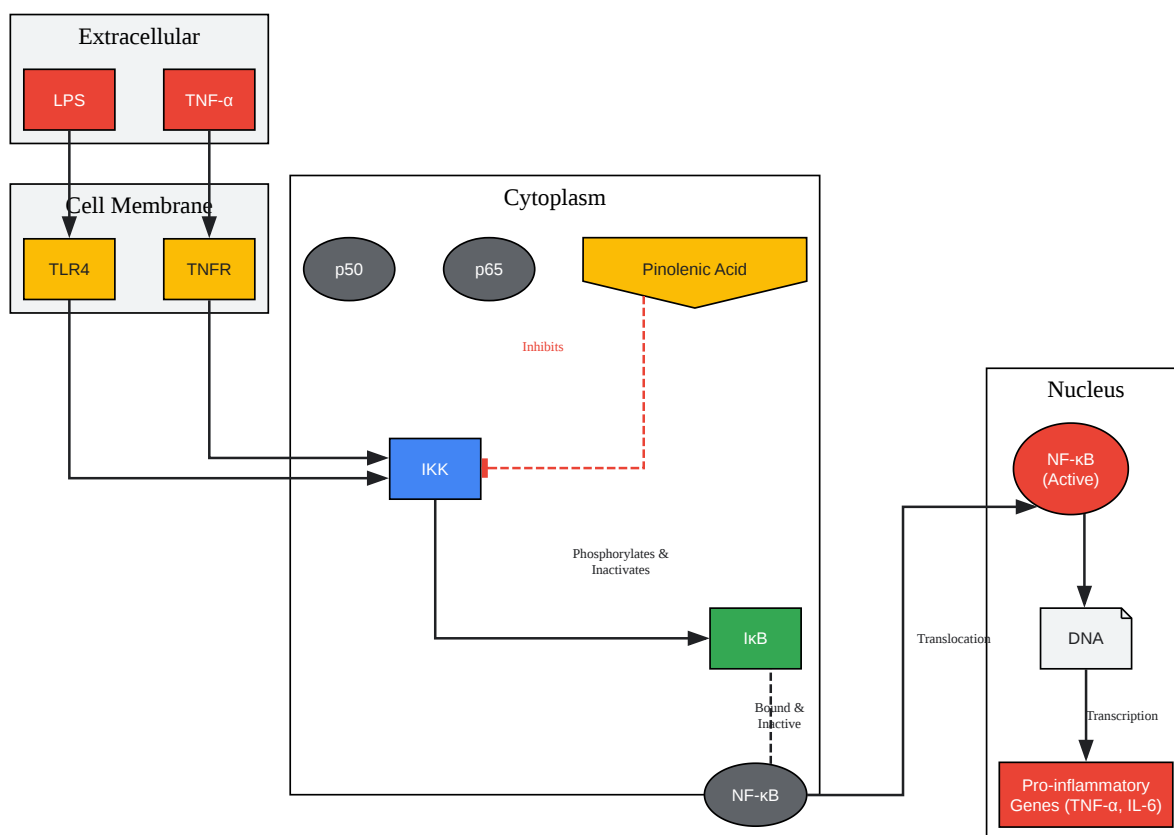 Extracellular
LPS
TNF-α
Cell Membrane
TLR4
TNFR
Cytoplasm
p50
p65
Pinolenic Acid
Inhibits
IKK
Phosphorylates &
Inactivates
IκB
Bound &
Inactive
NF-κB
Translocation
Nucleus
NF-κB
(Active)
DNA
Transcription
Pro-inflammatory
Genes (TNF-α, IL-6)